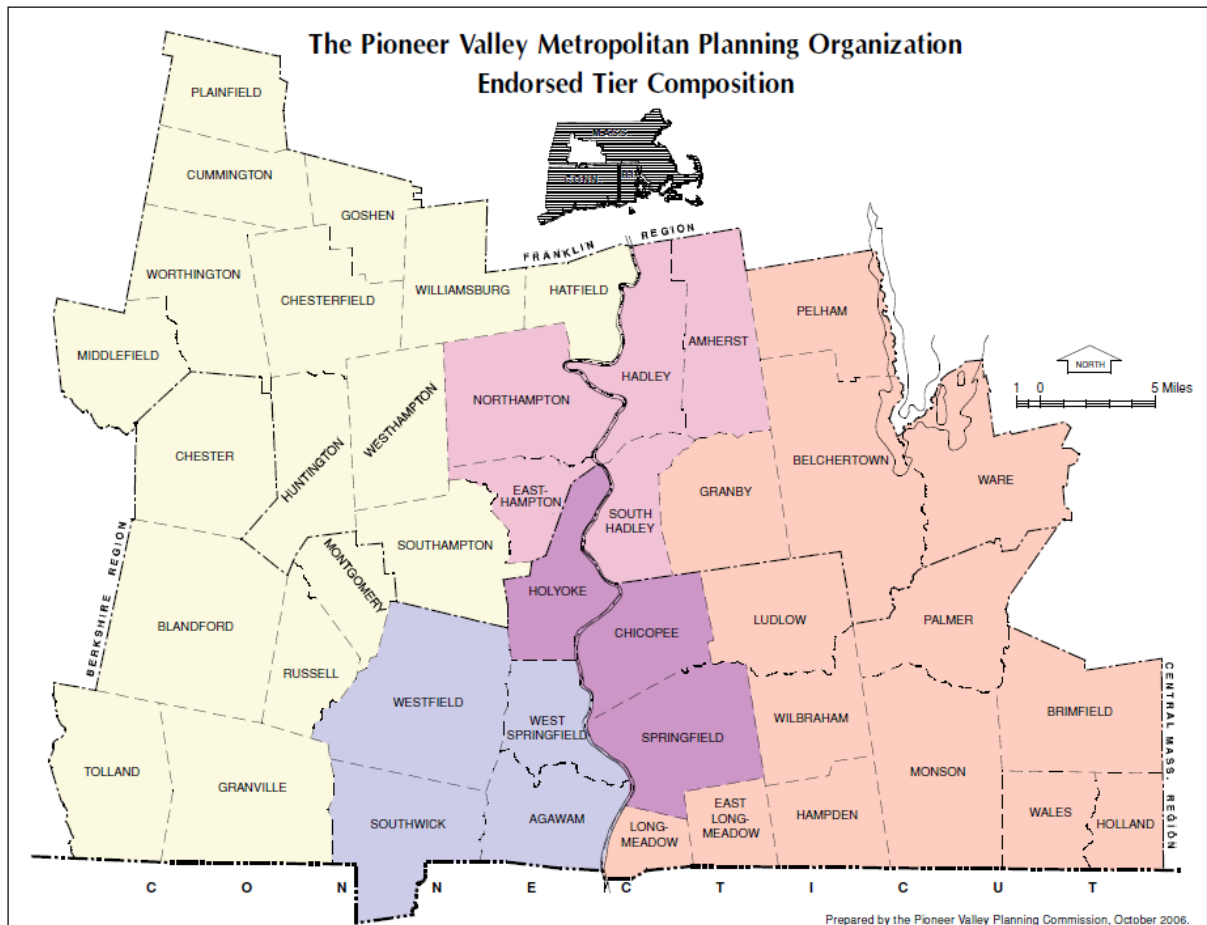 The Pioneer Valley Metropolitan Planning Organization
Endorsed Tier Composition
MASS.
CONN.
R.I.
PLAINFIELD
CUMMINGTON
GOSHEN
FRANKLIN REGION
WORTHINGTON
CHESTERFIELD
WILLIAMSBURG
HATFIELD
PELHAM
MIDDLEFIELD
AMHERST
HADLEY
NORTH
1 0 5 Miles
NORTHAMPTON
WESTHAMPTON
CHESTER
HUNTINGTON
BELCHERTOWN
WARE
EAST-
HAMPTON
GRANBY
SOUTH
HADLEY
SOUTHAMPTON
MONTGOMERY
BERKSHIRE REGION
HOLYOKE
BLANDFORD
CHICOPEE
LUDLOW
PALMER
RUSSELL
WESTFIELD
WEST
SPRINGFIELD
SPRINGFIELD
WILBRAHAM
BRIMFIELD
CENTRAL MASS. REGION
TOLLAND
GRANVILLE
MONSON
SOUTHWICK
AGAWAM
LONG-
MEADOW
EAST
LONG-
MEADOW
HAMPDEN
WALES
HOLLAND
C O N N E C T I C U T
Prepared by the Pioneer Valley Planning Commission, October 2006.